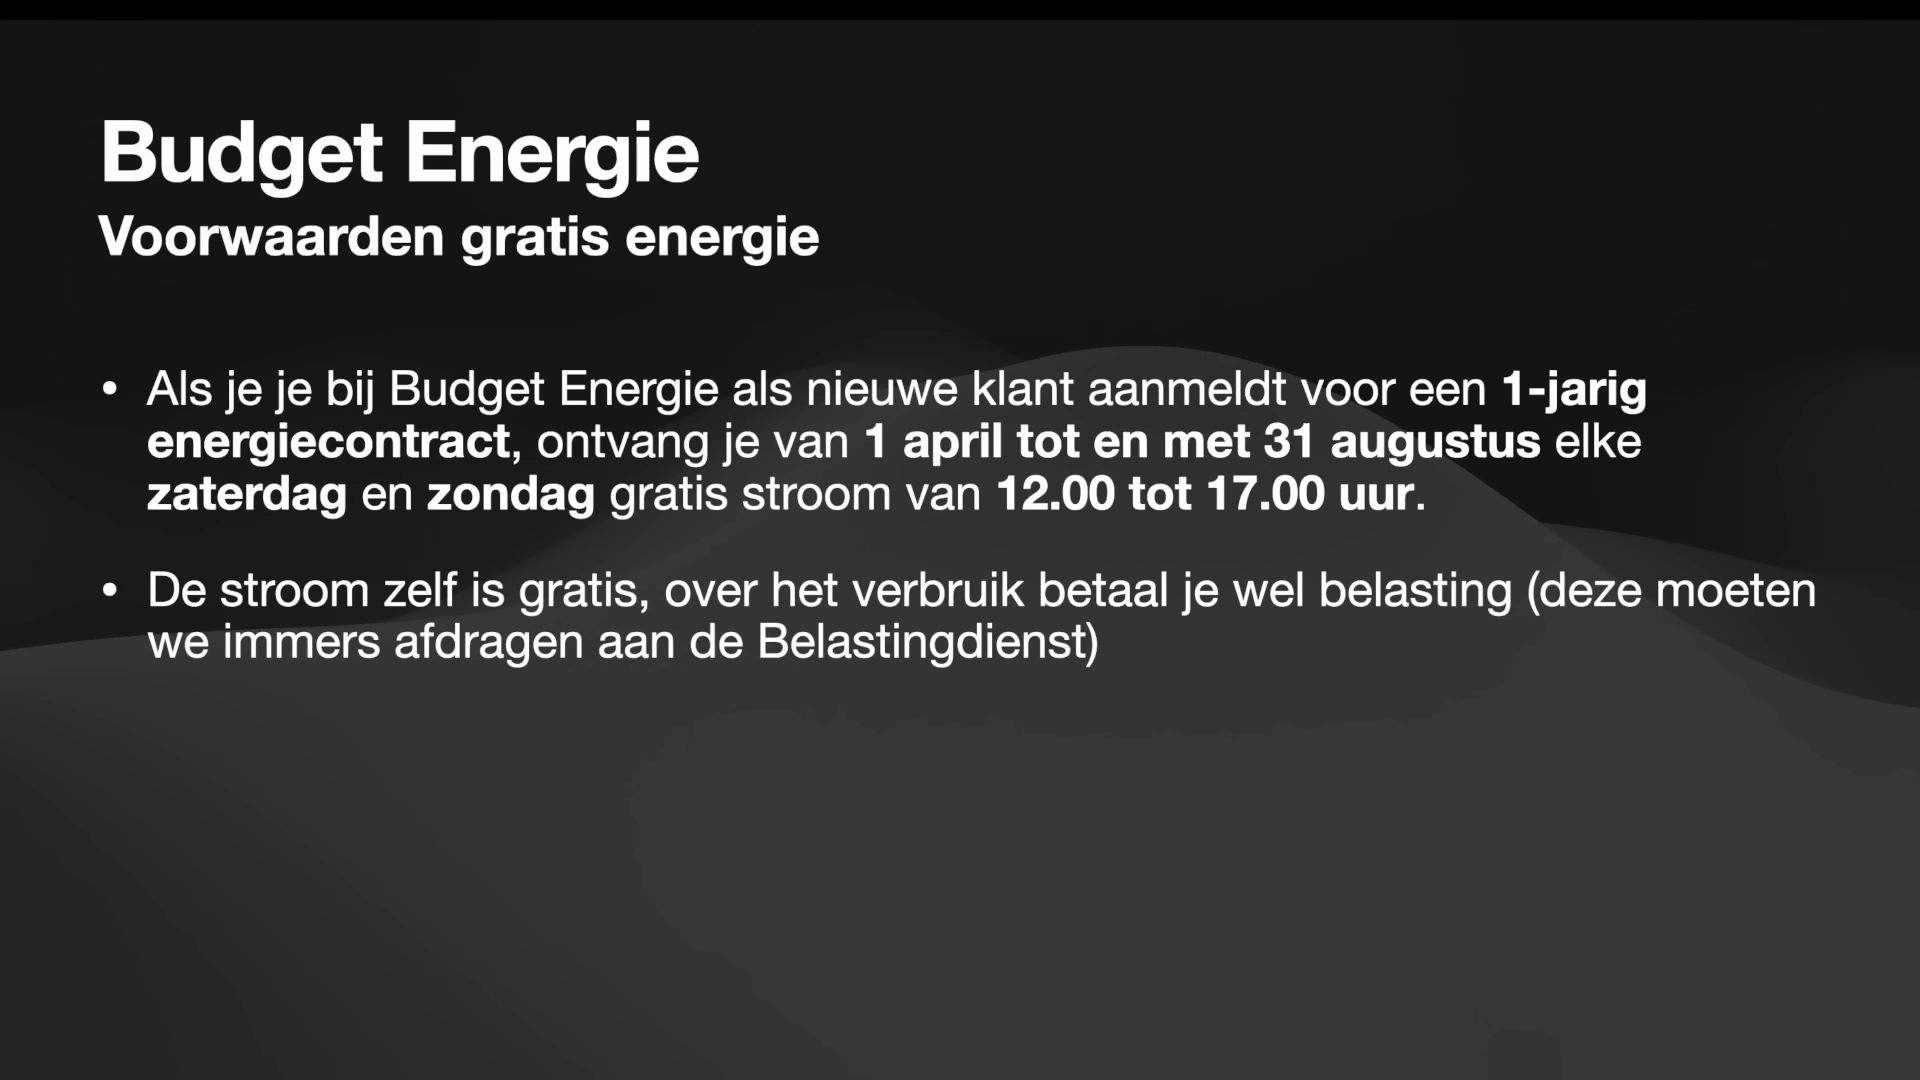 Budget Energie
Voorwaarden gratis energie
• Als je je bij Budget Energie als nieuwe klant aanmeldt voor een 1-jarig
energiecontract, ontvang je van 1 april tot en met 31 augustus elke
zaterdag en zondag gratis stroom van 12.00 tot 17.00 uur.
• De stroom zelf is gratis, over het verbruik betaal je wel belasting (deze moeten
we immers afdragen aan de Belastingdienst)